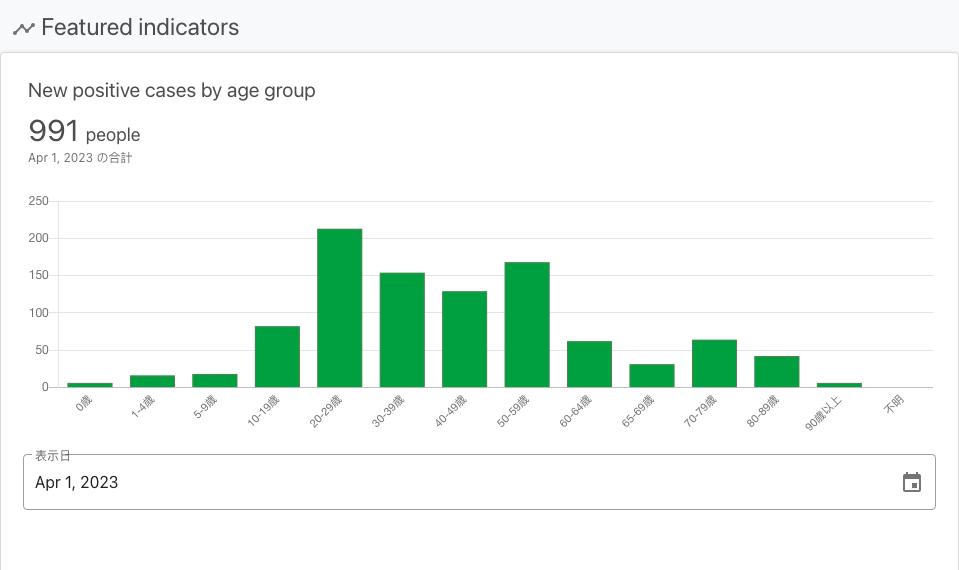 Featured indicators
New positive cases by age group
991 people
Apr 1, 2023 の合計
250
200
150
100
50
0
0歳
1-4歳
5-9歳
10-19歳
20-29歳
30-39歳
40-49歳
50-59歳
60-64歳
65-69歳
70-79歳
80-89歳
90歳以上
不明
表示日
Apr 1, 2023